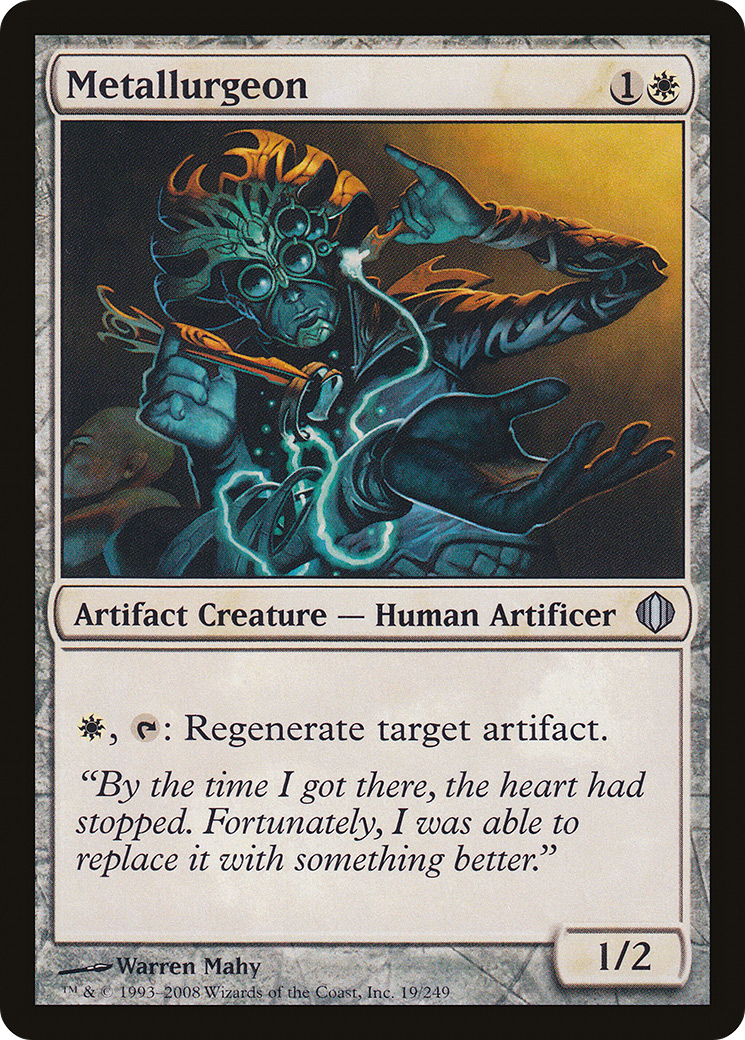 Metallurgeon 1
Artifact Creature — Human Artificer
, : Regenerate target artifact.
“By the time I got there, the heart had
stopped. Fortunately, I was able to
replace it with something better.”
1/2
Warren Mahy
™ & © 1993–2008 Wizards of the Coast, Inc. 19/249